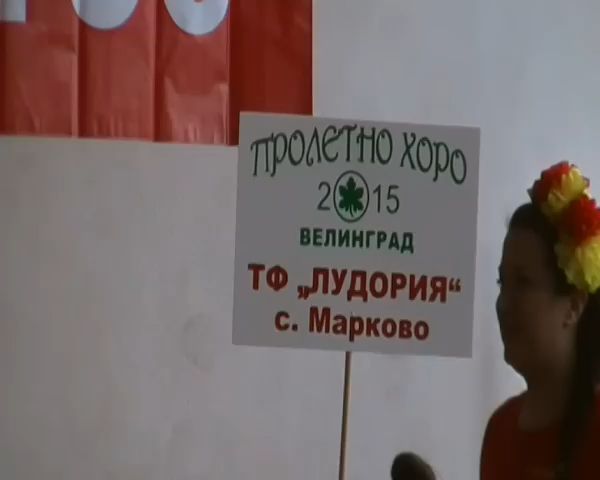 ПРОЛЕТНО ХОРО
2015
ВЕЛИНГРАД
ТФ „ЛУДОРИЯ“
с. Марково